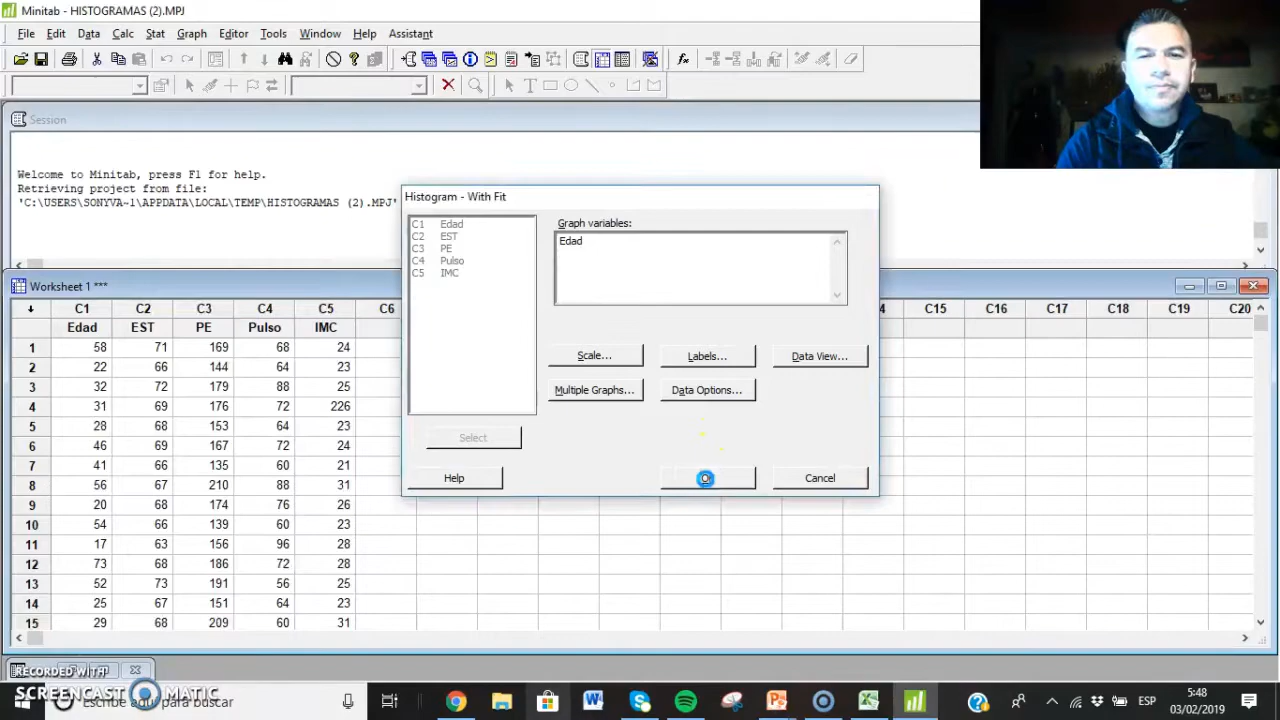 Minitab - HISTOGRAMAS (2).MPJ
File Edit Data Calc Stat Graph Editor Tools Window Help Assistant
Session
Welcome to Minitab, press F1 for help.
Retrieving project from file:
'C:\USERS\SONYVA~1\APPDATA\LOCAL\TEMP\HISTOGRAMAS (2).MPJ'
Histogram - With Fit
C1 Edad
C2 EST
C3 PE
C4 Pulso
C5 IMC
Graph variables:
Edad
Scale... Labels... Data View...
Multiple Graphs... Data Options...
Select
Help Cancel
Worksheet 1 ***
C1 C2 C3 C4 C5 C6 4 C15 C16 C17 C18 C19 C20
Edad EST PE Pulso IMC
1 58 71 169 68 24
2 22 66 144 64 23
3 32 72 179 88 25
4 31 69 176 72 226
5 28 68 153 64 23
6 46 69 167 72 24
7 41 66 135 60 21
8 56 67 210 88 31
9 20 68 174 76 26
10 54 66 139 60 23
11 17 63 156 96 28
12 73 68 186 72 28
13 52 73 191 56 25
14 25 67 151 64 23
15 29 68 209 60 31
RECORDED WITH
SCREENCAST MATIC
Escribe aquí para buscar
ESP
5:48
03/02/2019